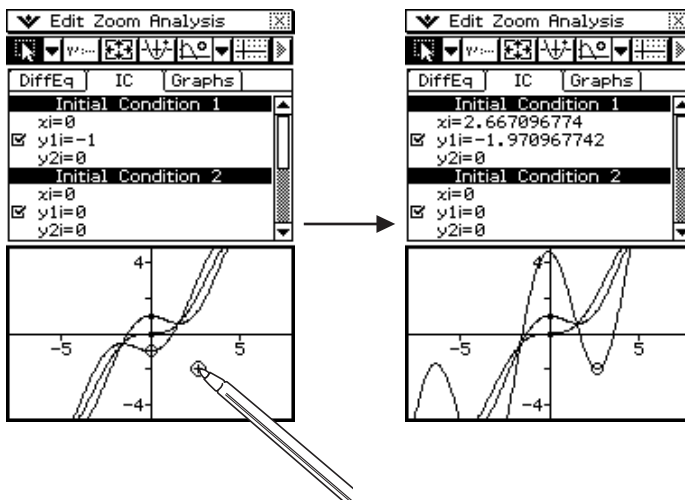 Edit Zoom Analysis
DiffEq IC Graphs
Initial Condition 1
xi=0
y1i=-1
y2i=0
Initial Condition 2
xi=0
y1i=0
y2i=0
4
-5 5
-4
Edit Zoom Analysis
DiffEq IC Graphs
Initial Condition 1
xi=2.667096774
y1i=-1.970967742
y2i=0
Initial Condition 2
xi=0
y1i=0
y2i=0
4
-5 5
-4